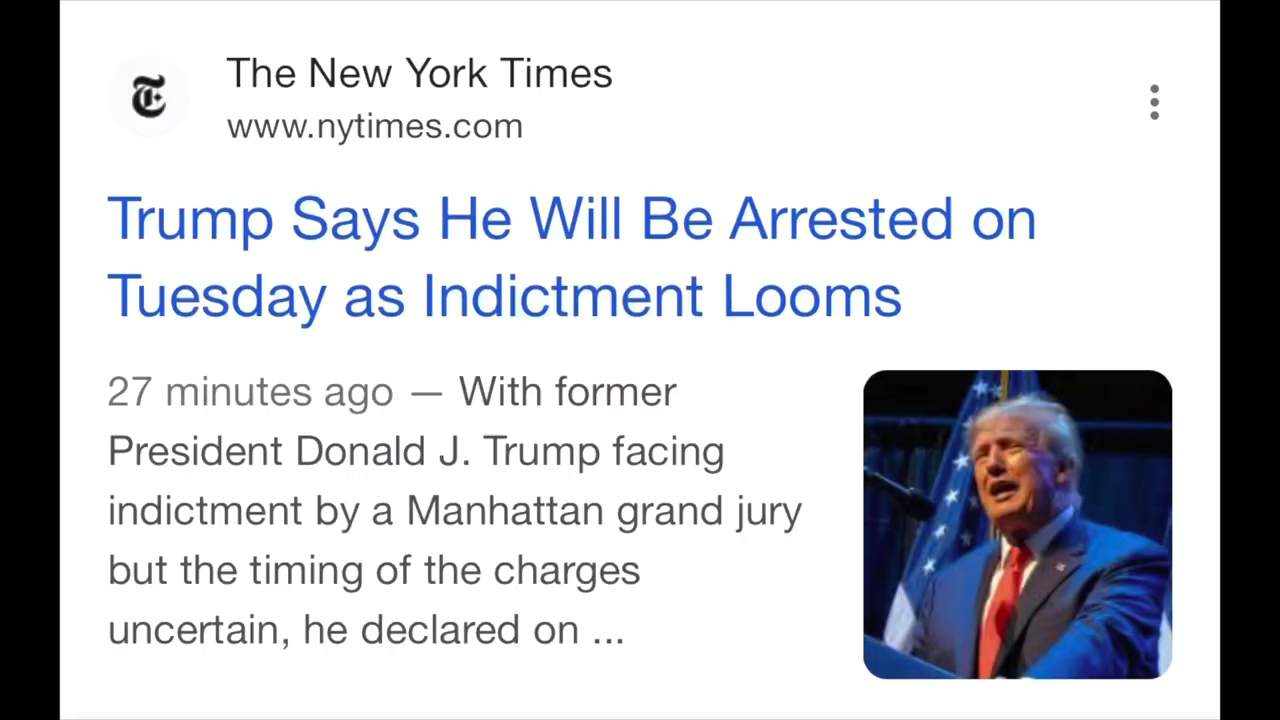 The New York Times
www.nytimes.com
Trump Says He Will Be Arrested on
Tuesday as Indictment Looms
27 minutes ago — With former
President Donald J. Trump facing
indictment by a Manhattan grand jury
but the timing of the charges
uncertain, he declared on ...